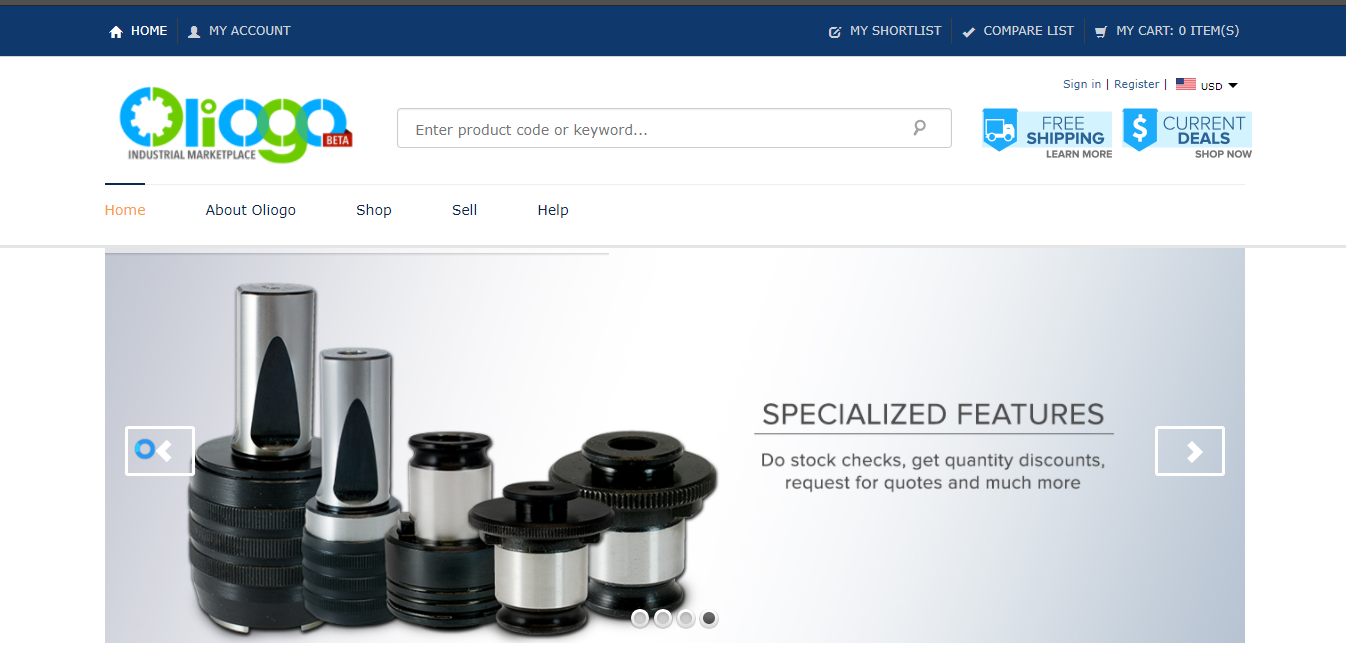 HOME
MY ACCOUNT
MY SHORTLIST
COMPARE LIST
MY CART: 0 ITEM(S)
Sign in | Register | USD
Oliogo
BETA
INDUSTRIAL MARKETPLACE
Enter product code or keyword...
FREE
SHIPPING
LEARN MORE
$
CURRENT
DEALS
SHOP NOW
Home
About Oliogo
Shop
Sell
Help
SPECIALIZED FEATURES
Do stock checks, get quantity discounts,
request for quotes and much more